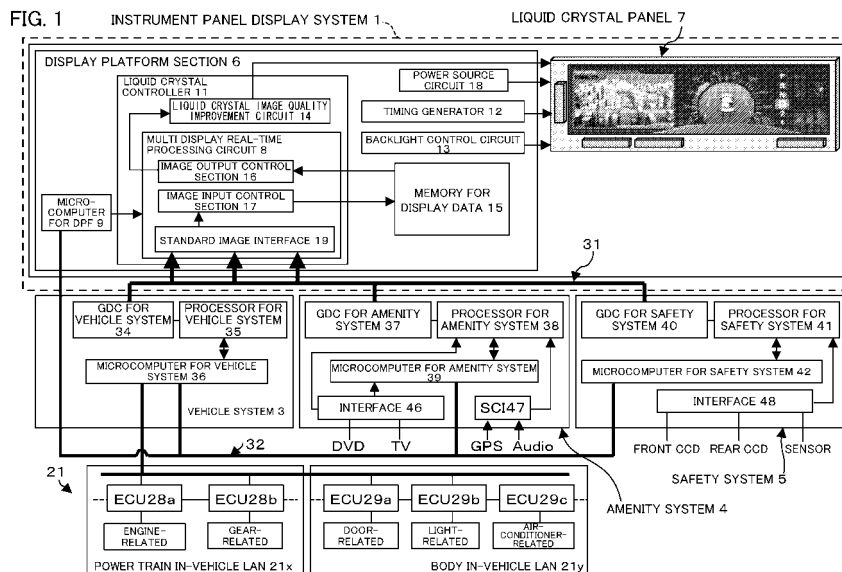 FIG. 1
INSTRUMENT PANEL DISPLAY SYSTEM 1
LIQUID CRYSTAL PANEL 7
DISPLAY PLATFORM SECTION 6
LIQUID CRYSTAL
CONTROLLER 11
LIQUID CRYSTAL IMAGE QUALITY
IMPROVEMENT CIRCUIT 14
POWER SOURCE
CIRCUIT 18
TIMING GENERATOR 12
BACKLIGHT CONTROL CIRCUIT
13
MULTI DISPLAY REAL-TIME
PROCESSING CIRCUIT 8
IMAGE OUTPUT CONTROL
SECTION 16
IMAGE INPUT CONTROL
SECTION 17
MEMORY FOR
DISPLAY DATA 15
MICRO-
COMPUTER
FOR DPF 9
STANDARD IMAGE INTERFACE 19
31
GDC FOR
VEHICLE SYSTEM
34
PROCESSOR FOR
VEHICLE SYSTEM
35
MICROCOMPUTER FOR VEHICLE
SYSTEM 36
VEHICLE SYSTEM 3
GDC FOR AMENITY
SYSTEM 37
PROCESSOR FOR
AMENITY SYSTEM 38
MICROCOMPUTER FOR AMENITY SYSTEM
39
INTERFACE 46
SCI47
DVD
TV
GPS
Audio
GDC FOR SAFETY
SYSTEM 40
PROCESSOR FOR
SAFETY SYSTEM 41
MICROCOMPUTER FOR SAFETY SYSTEM 42
INTERFACE 48
FRONT CCD
REAR CCD
SENSOR
SAFETY SYSTEM 5
AMENITY SYSTEM 4
32
21
ECU28a
ECU28b
ENGINE-
RELATED
GEAR-
RELATED
POWER TRAIN IN-VEHICLE LAN 21x
ECU29a
ECU29b
ECU29c
DOOR-
RELATED
LIGHT-
RELATED
AIR-
CONDITIONER-
RELATED
BODY IN-VEHICLE LAN 21y